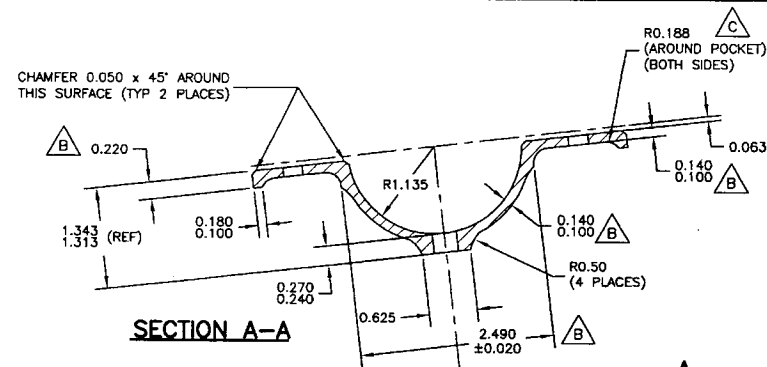 C
R0.188
(AROUND POCKET)
(BOTH SIDES)
CHAMFER 0.050 x 45° AROUND
THIS SURFACE (TYP 2 PLACES)
B 0.220
0.063
R1.135
0.140
0.100 B
1.343
1.313 (REF)
0.180
0.100
0.140
0.100 B
R0.50
(4 PLACES)
0.270
0.240
0.625
SECTION A-A
2.490
±0.020 B